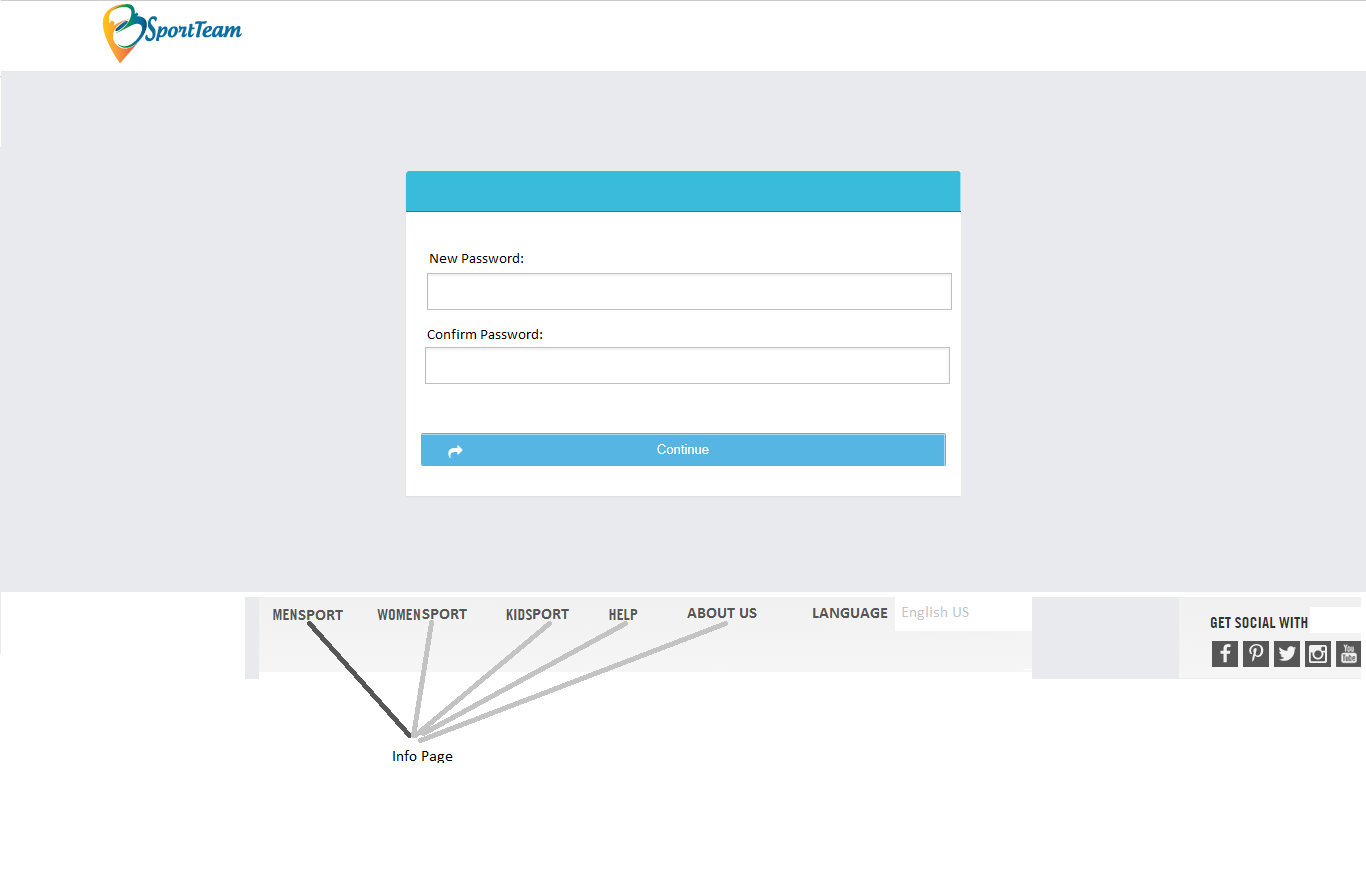 SportTeam
New Password:
Confirm Password:
Continue
MENSPORT WOMENSPORT KIDSPORT HELP ABOUT US LANGUAGE English US
GET SOCIAL WITH
You Tube
Info Page